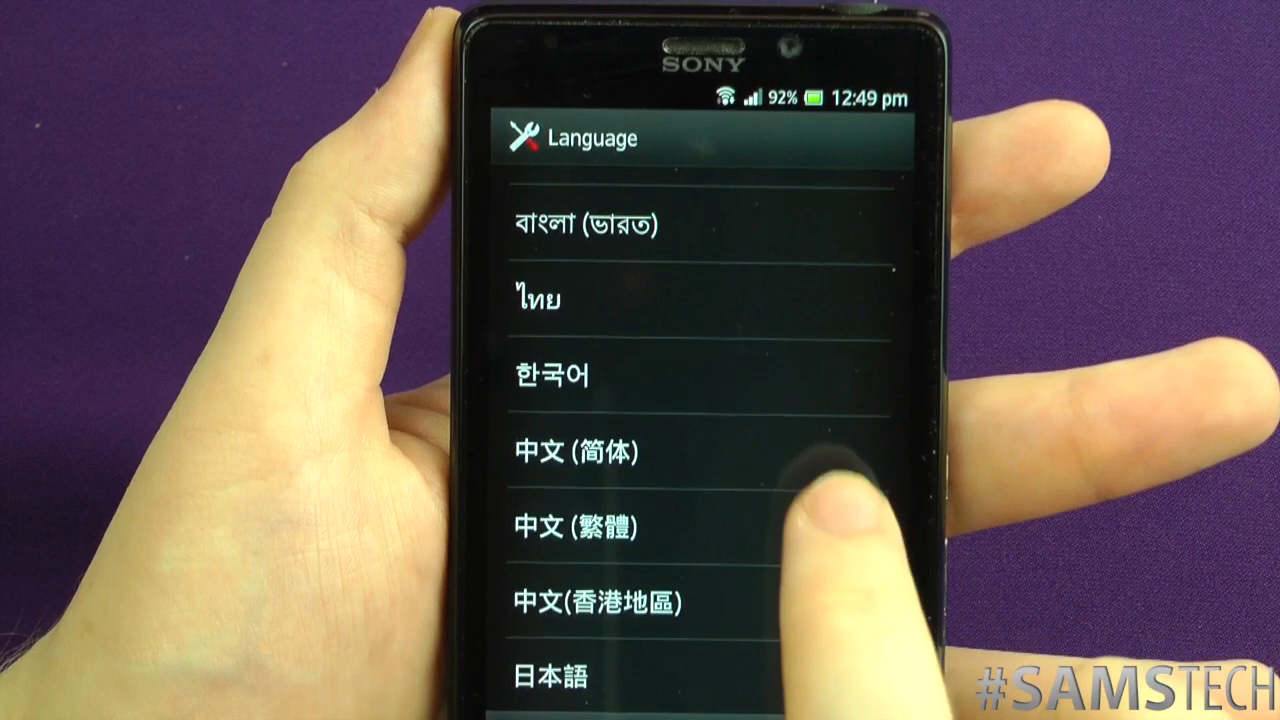 SONY
92% 12:49 pm
Language
বাংলা (ভারত)
ไทย
한국어
中文 (简体)
中文 (繁體)
中文(香港地區)
日本語
#SAMSTECH